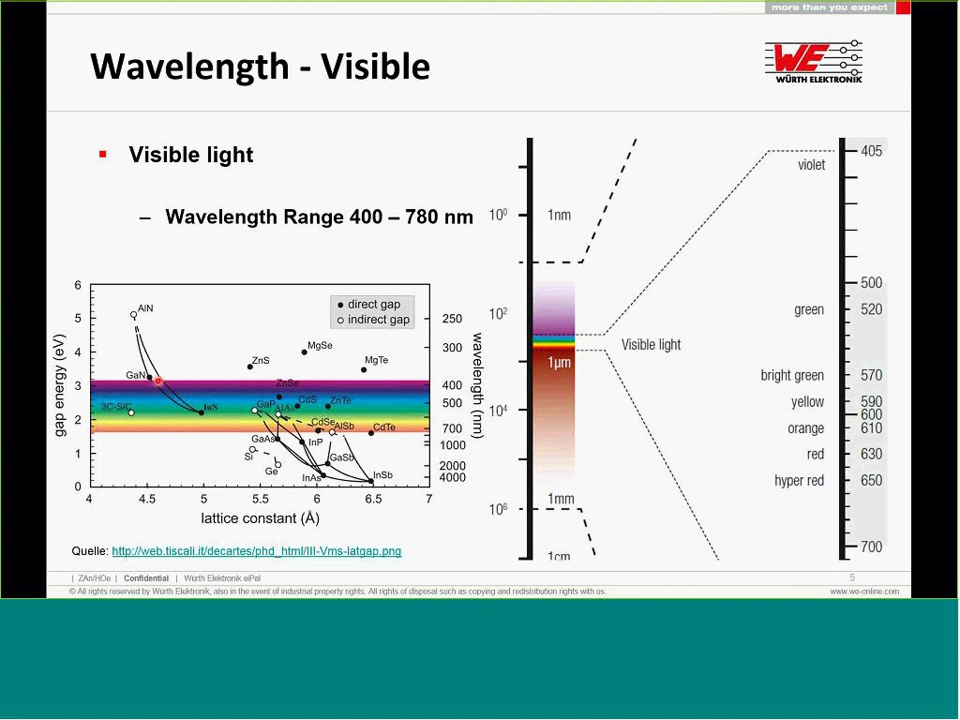 more than you expect
Wavelength - Visible
WE
WÜRTH ELEKTRONIK
▪ Visible light
– Wavelength Range 400 – 780 nm
6
5
4
3
2
1
0
gap energy (eV)
4 4.5 5 5.5 6 6.5 7
lattice constant (Å)
● direct gap
○ indirect gap
250
300
400
500
700
1000
2000
4000
wavelength (nm)
AlN
MgSe
ZnS
MgTe
GaN
ZnSe
3C-SiC
InN
GaP
AlAs
CdS
ZnTe
CdSe
AlSb
CdTe
GaAs
InP
Si
Ge
GaSb
InAs
InSb
10⁰ 1nm
10²
1µm
10⁴
1mm
10⁶
1cm
Visible light
violet 405
500
green 520
bright green 570
yellow 590
600
orange 610
red 630
hyper red 650
700
Quelle: http://web.tiscali.it/decartes/phd_html/III-Vms-latgap.png
| ZAn/HOe | Confidential | Würth Elektronik eiPal
5
© All rights reserved by Würth Elektronik, also in the event of industrial property rights. All rights of disposal such as copying and redistribution rights with us.
www.we-online.com